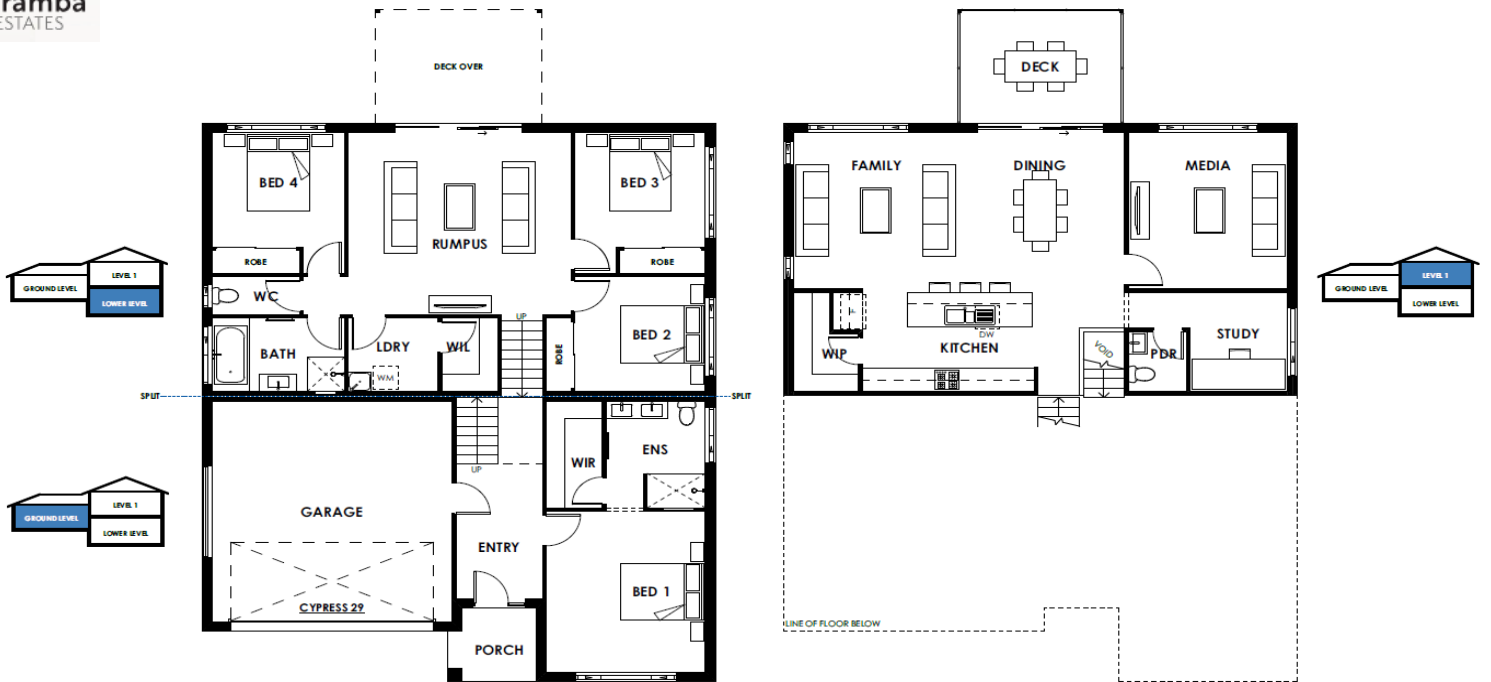 ramba
ESTATES
DECK OVER
BED 4
BED 3
RUMPUS
ROBE
ROBE
WC
UP
BATH
LDRY
WIL
ROBE
BED 2
WM
SPLIT
SPLIT
LEVEL 1
GROUND LEVEL
LOWER LEVEL
UP
WIR
ENS
GARAGE
ENTRY
BED 1
CYPRESS 29
PORCH
LEVEL 1
GROUND LEVEL
LOWER LEVEL
DECK
FAMILY
DINING
MEDIA
WIP
KITCHEN
DW
VOID
PDR
STUDY
LINE OF FLOOR BELOW
LEVEL 1
GROUND LEVEL
LOWER LEVEL